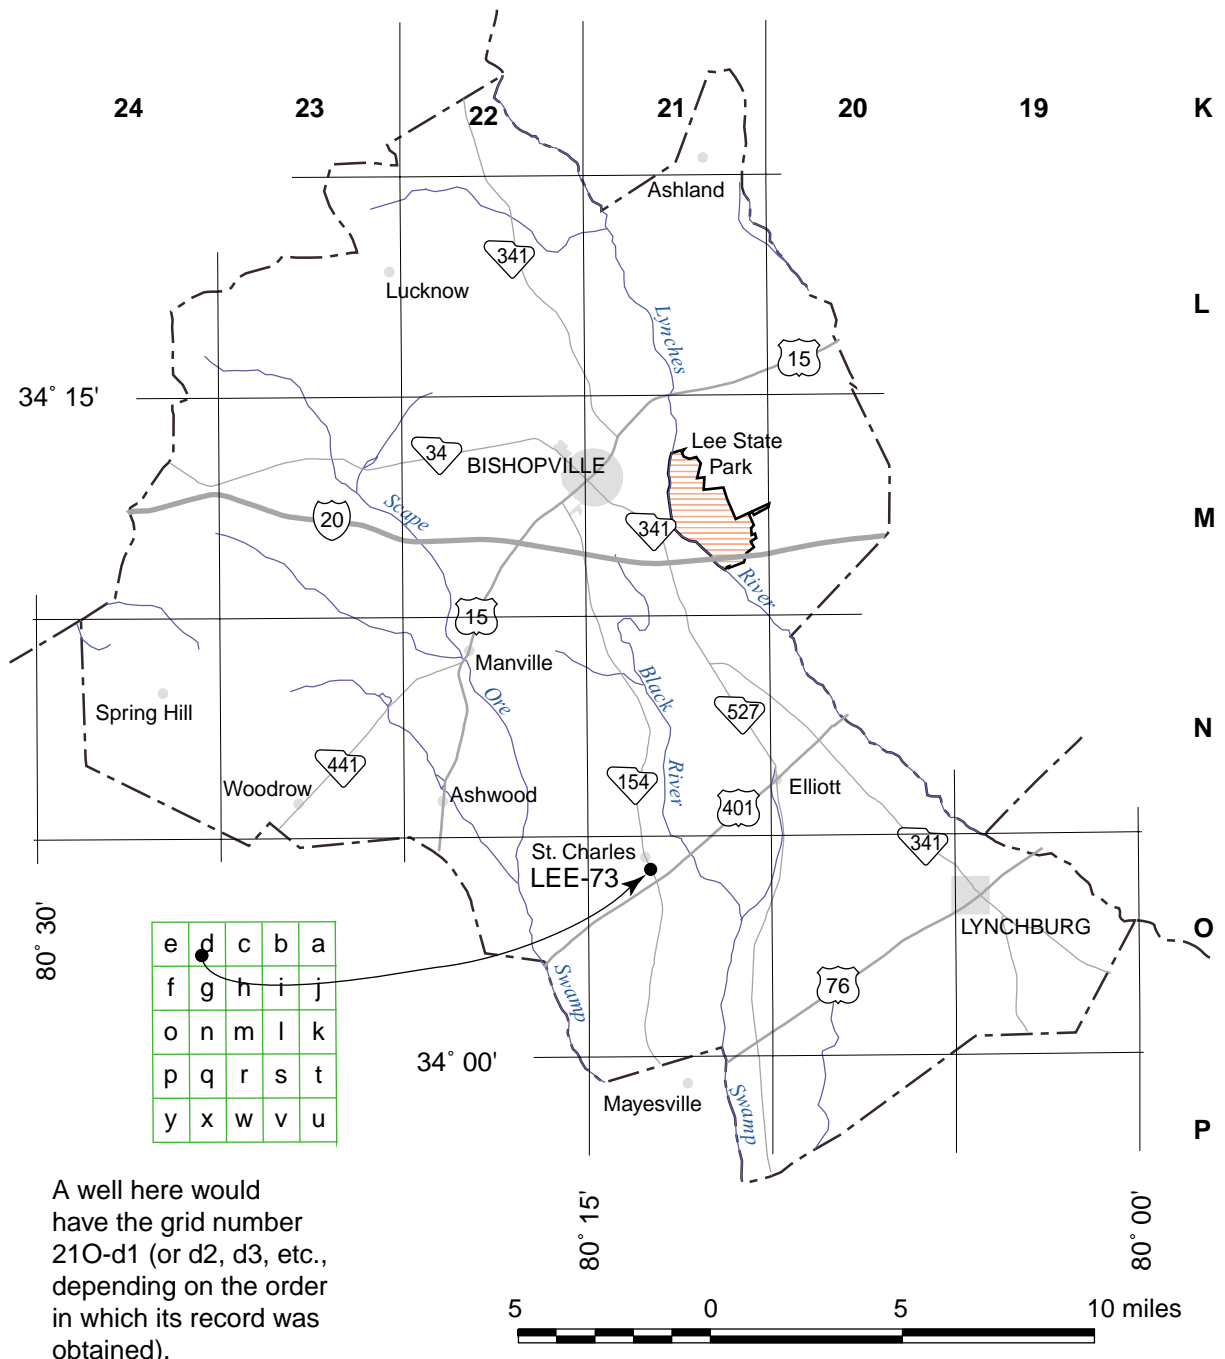 24 23 22 21 20 19 K
Ashland
341
Lucknow
L
Lynches
15
34° 15'
Lee State
Park
34
BISHOPVILLE
Scape
20
341
M
River
15
Manville
Black
Ore
Spring Hill
527
N
441
River
Woodrow
154
Elliott
Ashwood
401
341
St. Charles
LEE-73
80° 30'
LYNCHBURG
O
e d c b a
f g h i j
o n m l k
p q r s t
y x w v u
Swamp
76
34° 00'
Mayesville
Swamp
P
A well here would
have the grid number
21O-d1 (or d2, d3, etc.,
depending on the order
in which its record was
obtained).
80° 15'
80° 00'
5 0 5 10 miles